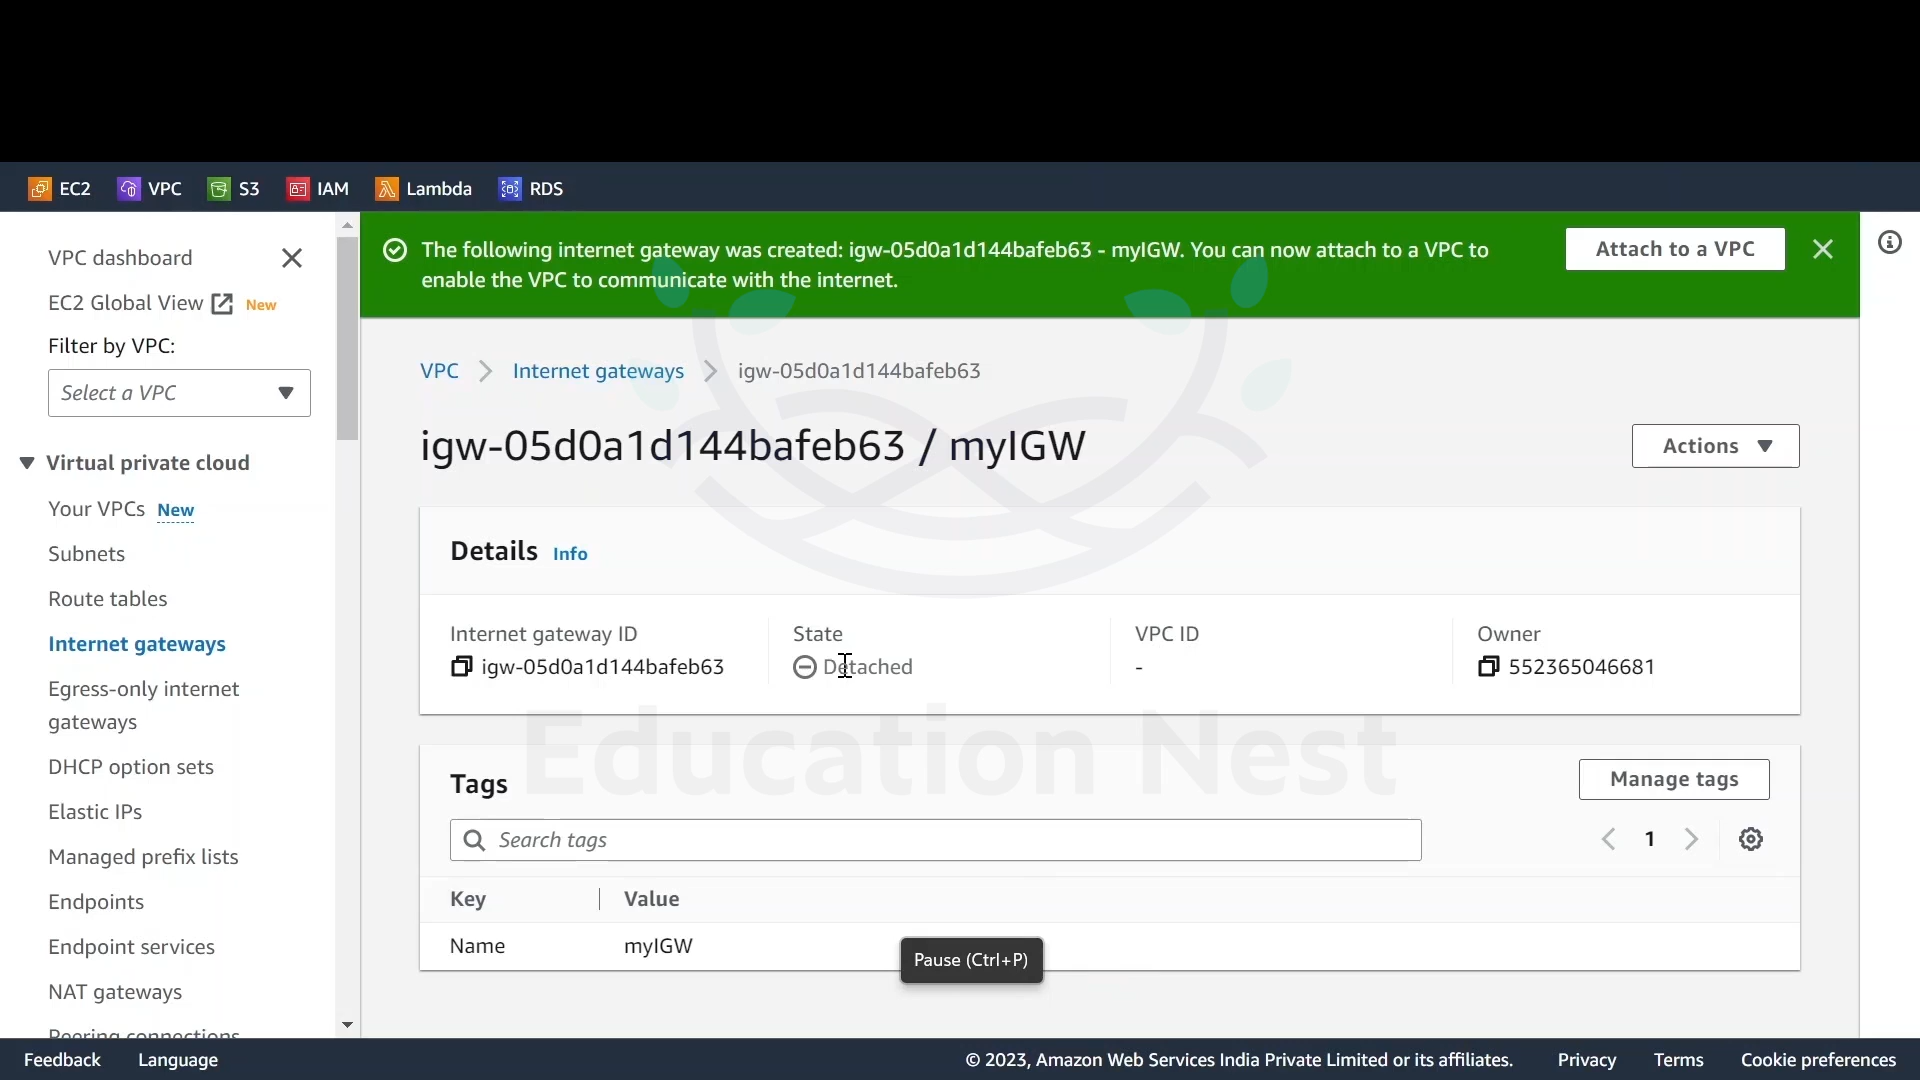 EC2 VPC S3 IAM Lambda RDS
VPC dashboard
EC2 Global View New
Filter by VPC:
Select a VPC
Virtual private cloud
Your VPCs New
Subnets
Route tables
Internet gateways
Egress-only internet
gateways
DHCP option sets
Elastic IPs
Managed prefix lists
Endpoints
Endpoint services
NAT gateways
Peering connections
The following internet gateway was created: igw-05d0a1d144bafeb63 - myIGW. You can now attach to a VPC to
enable the VPC to communicate with the internet.
Attach to a VPC
VPC Internet gateways igw-05d0a1d144bafeb63
igw-05d0a1d144bafeb63 / myIGW
Actions
Details Info
Internet gateway ID State VPC ID Owner
igw-05d0a1d144bafeb63 Detached - 552365046681
Education Nest
Tags
Manage tags
Search tags
1
Key Value
Name myIGW
Pause (Ctrl+P)
Feedback Language © 2023, Amazon Web Services India Private Limited or its affiliates. Privacy Terms Cookie preferences